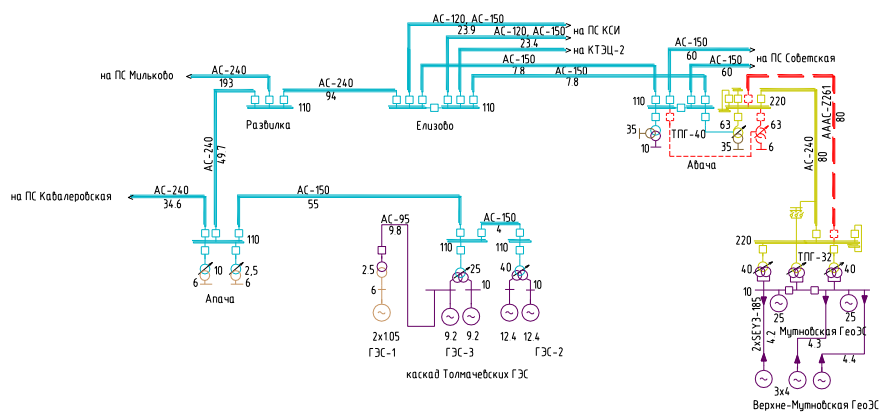 АС-120, АС-150
23.9
АС-120, АС-150
на ПС КСИ
23.4
на КТЭЦ-2
АС-150
7.8
АС-150
7.8
АС-150
60
на ПС Советская
АС-150
60
на ПС Мильково
АС-240
193
АС-240
94
110
Развилка
110
Елизово
110
35
10
ТПГ-40
63
35
220
63
6
Авача
АААС-Z261
80
АС-240
80
АС-240
49.7
на ПС Кавалеровская
АС-240
34.6
АС-150
55
АС-95
9.8
АС-150
4
110
10
6
2,5
6
Апача
2.5
6
110
25
10
40
110
10
2x1.05
9.2
9.2
12.4
12.4
ГЭС-1
ГЭС-3
ГЭС-2
каскад Толмачевских ГЭС
220
40
ТПГ-32
40
10
25
25
2xSEY3-185
4.2
Мутновская ГеоЭС
4.3
4.4
3x4
Верхне-Мутновская ГеоЭС